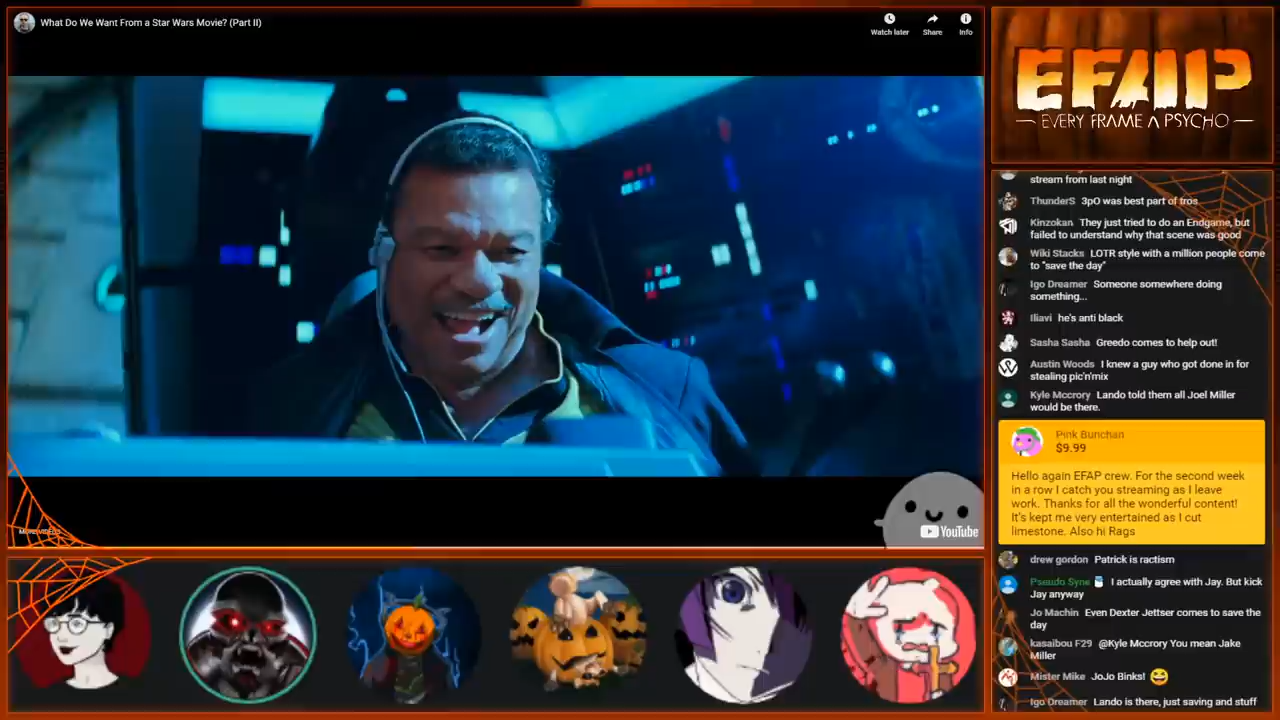 What Do We Want From a Star Wars Movie? (Part II)
Watch later
Share
Info
YouTube
EFAP
EVERY FRAME A PSYCHO
stream from last night
ThunderS 3pO was best part of tros
Kinzokan They just tried to do an Endgame, but
failed to understand why that scene was good
Wiki Stacks LOTR style with a million people come
to "save the day"
Igo Dreamer Someone somewhere doing
something...
Iliavi he's anti black
Sasha Sasha Greedo comes to help out!
Austin Woods I knew a guy who got done in for
stealing pic'n'mix
Kyle Mccrory Lando told them all Joel Miller
would be there.
Pink Bunchan
$9.99
Hello again EFAP crew. For the second week
in a row I catch you streaming as I leave
work. Thanks for all the wonderful content!
It's kept me very entertained as I cut
limestone. Also hi Rags
drew gordon Patrick is ractism
Pseudo Syne I actually agree with Jay. But kick
Jay anyway
Jo Machin Even Dexter Jettser comes to save the
day
kasaibou F29 @Kyle Mccrory You mean Jake
Miller
Mister Mike JoJo Binks! 😆
Igo Dreamer Lando is there, just saving and stuff